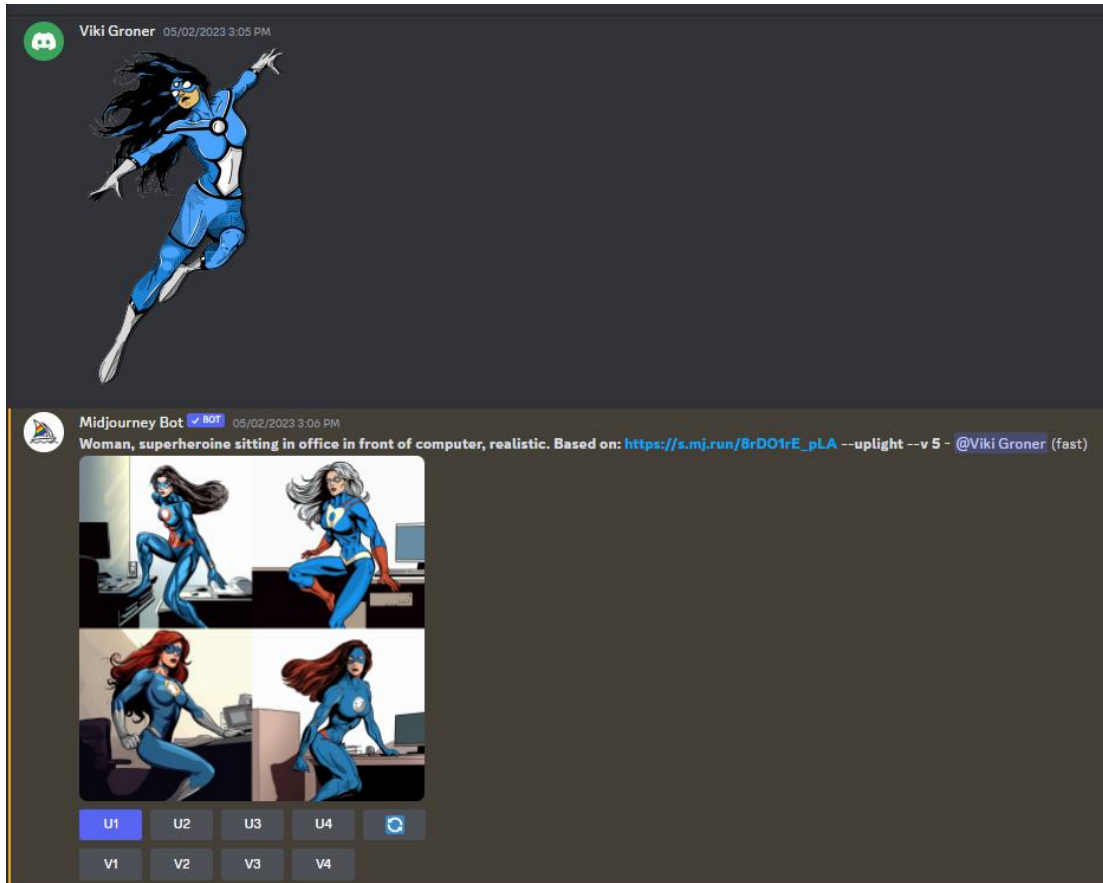 Viki Groner 05/02/2023 3:05 PM
Midjourney Bot ✓ BOT 05/02/2023 3:06 PM
Woman, superheroine sitting in office in front of computer, realistic. Based on: https://s.mj.run/8rDO1rE_pLA --uplight --v 5 - @Viki Groner (fast)
U1 U2 U3 U4
V1 V2 V3 V4